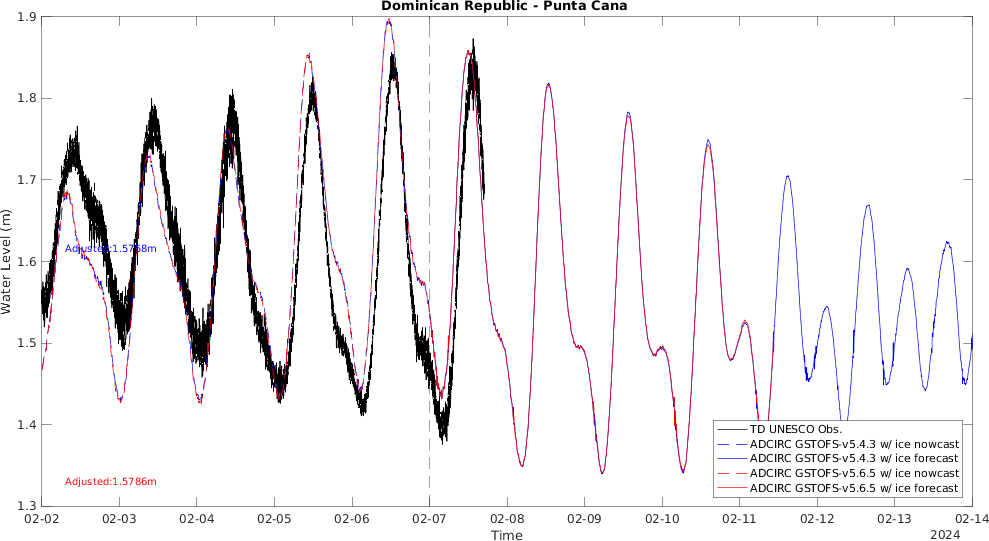 Dominican Republic - Punta Cana
1.9
1.8
1.7
1.6
1.5
1.4
1.3
Water Level (m)
Adjusted:1.5768m
Adjusted:1.5786m
TD UNESCO Obs.
ADCIRC GSTOFS-v5.4.3 w/ ice nowcast
ADCIRC GSTOFS-v5.4.3 w/ ice forecast
ADCIRC GSTOFS-v5.6.5 w/ ice nowcast
ADCIRC GSTOFS-v5.6.5 w/ ice forecast
02-02 02-03 02-04 02-05 02-06 02-07 02-08 02-09 02-10 02-11 02-12 02-13 02-14
Time
2024